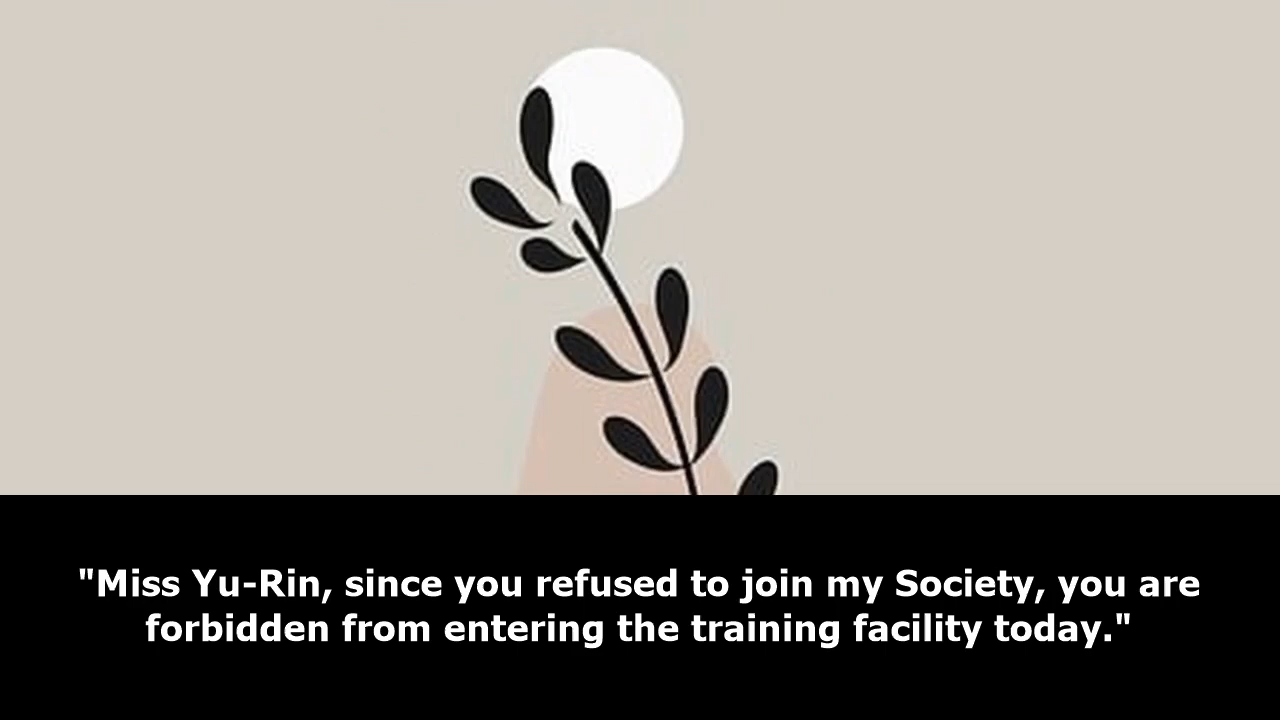 "Miss Yu-Rin, since you refused to join my Society, you are
forbidden from entering the training facility today."